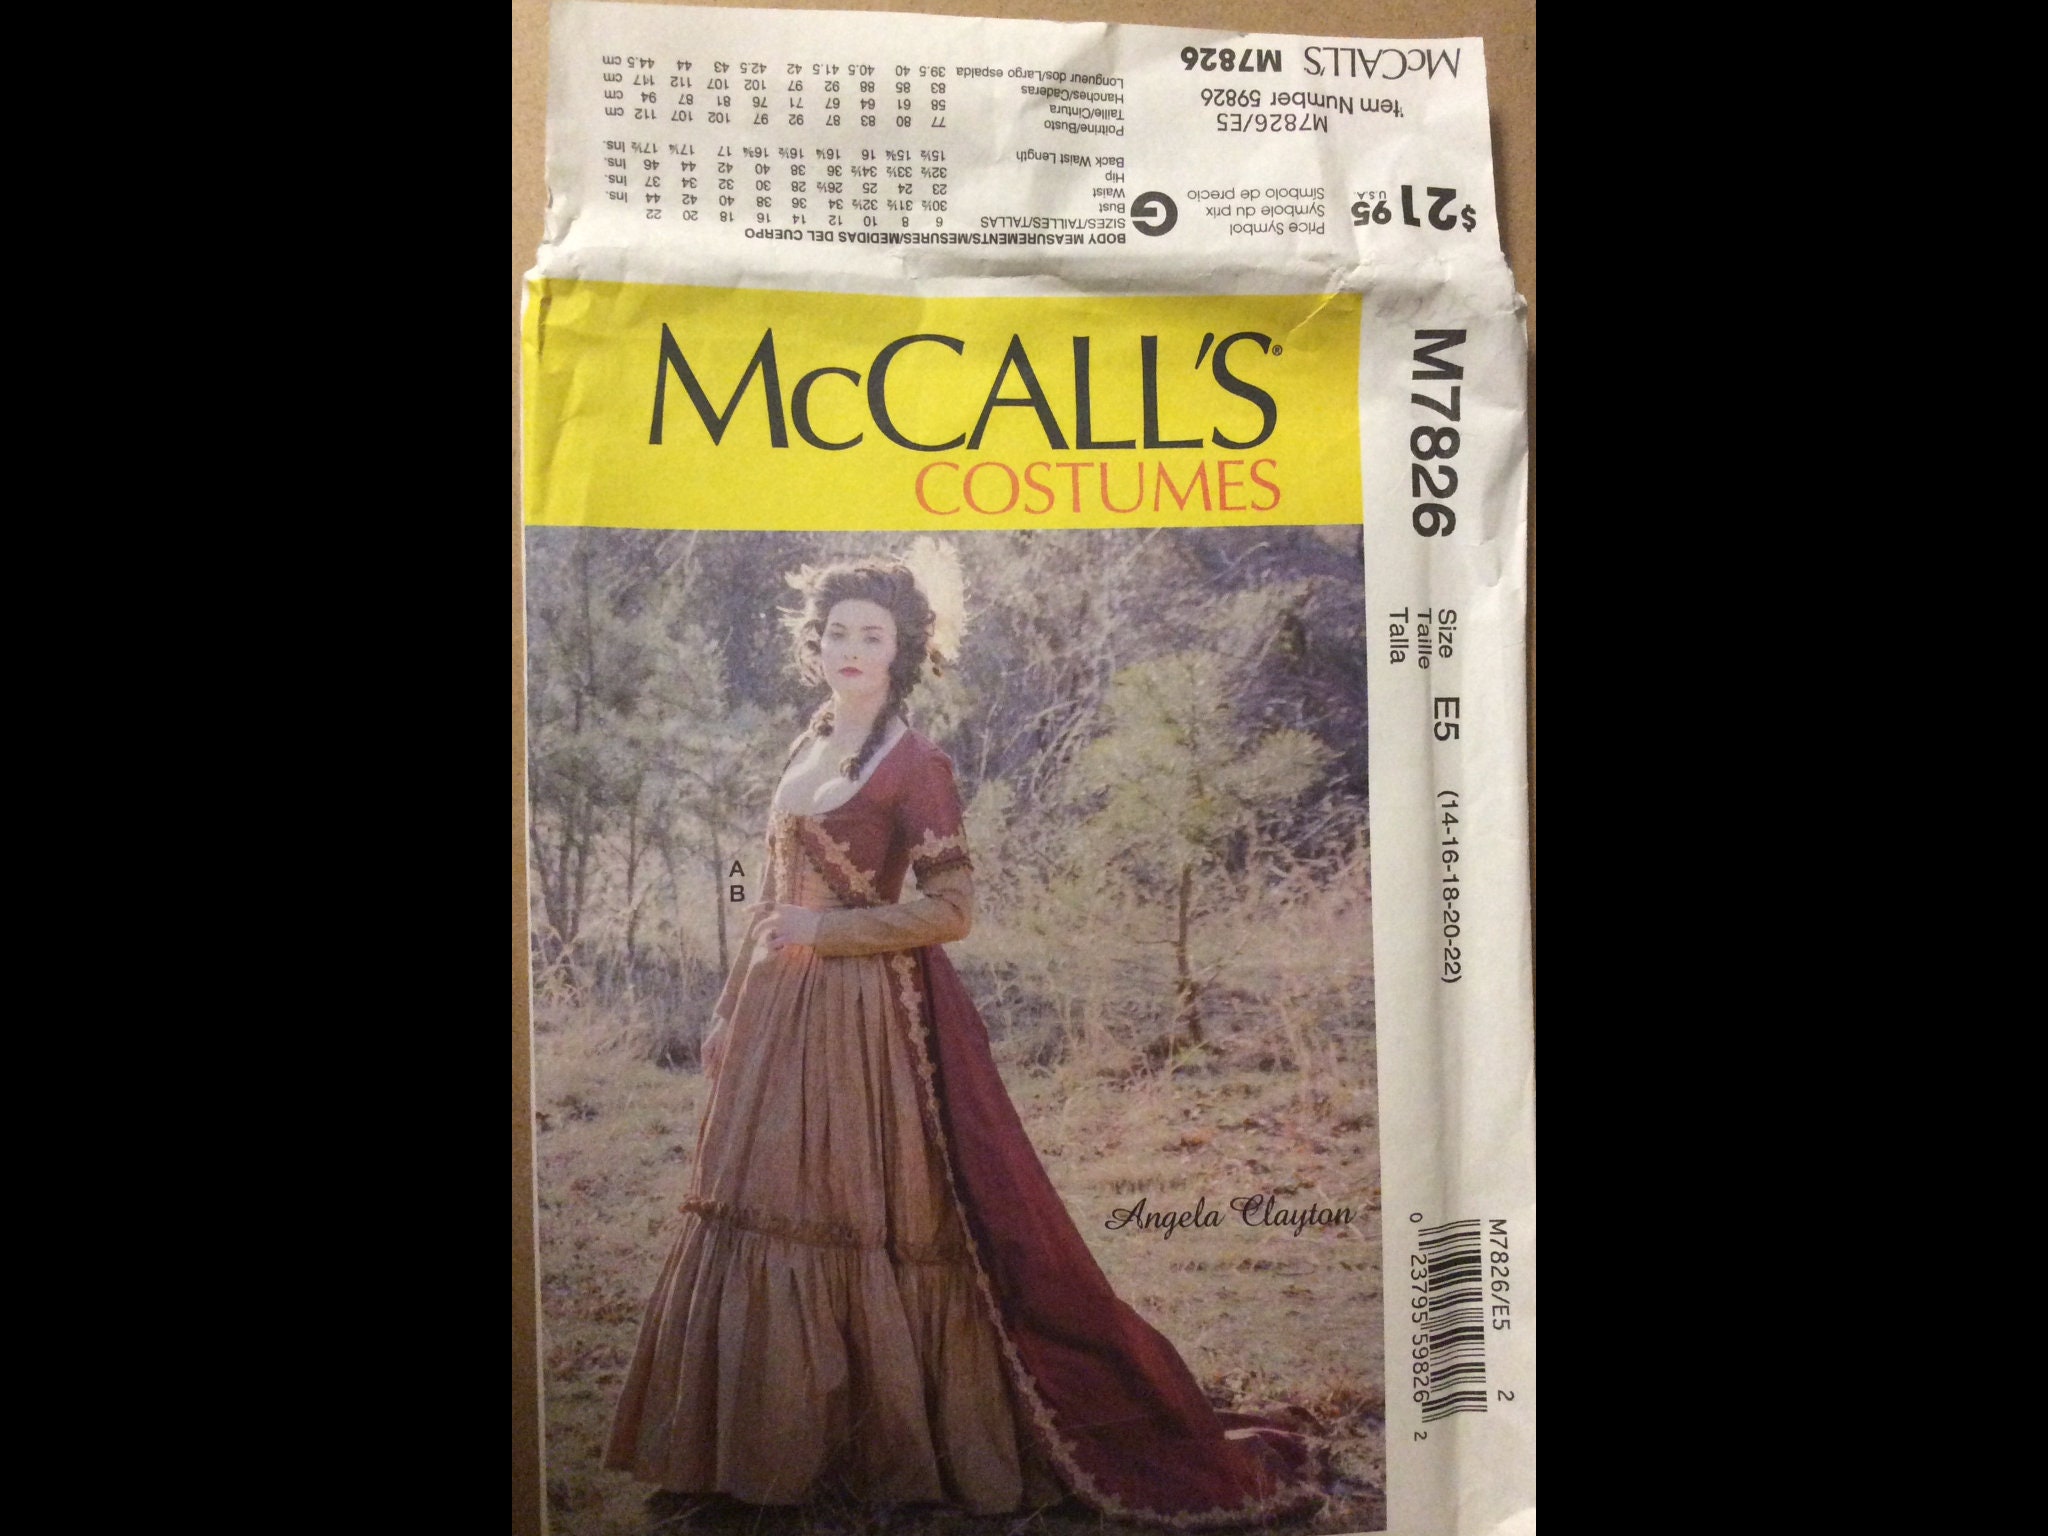 McCALL'S M7826
Item Number 59826
M7826/E5
$21 95
U.S.A.
Price Symbol
Symbole du prix
Símbolo de precio
G
BODY MEASUREMENTS/MESURES/MEDIDAS DEL CUERPO
SIZES/TAILLES/TALLAS 6 8 10 12 14 16 18 20 22
Bust 30½ 31½ 32½ 34 36 38 40 42 44 Ins.
Waist 23 24 25 26½ 28 30 32 34 37 Ins.
Hip 32½ 33½ 34½ 36 38 40 42 44 46 Ins.
Back Waist Length 15½ 15¾ 16 16¼ 16½ 16¾ 17 17¼ 17½ Ins.
Poitrine/Busto 77 80 83 87 92 97 102 107 112 cm
Taille/Cintura 58 61 64 67 71 76 81 87 94 cm
Hanches/Caderas 83 85 88 92 97 102 107 112 117 cm
Longueur dos/Largo espalda 39.5 40 40.5 41.5 42 42.5 43 44 44.5 cm
McCALL'S®
COSTUMES
A
B
Angela Clayton
M7826
Size
Taille
Talla
E5 (14-16-18-20-22)
M7826/E5 2
0 23795 59826 2